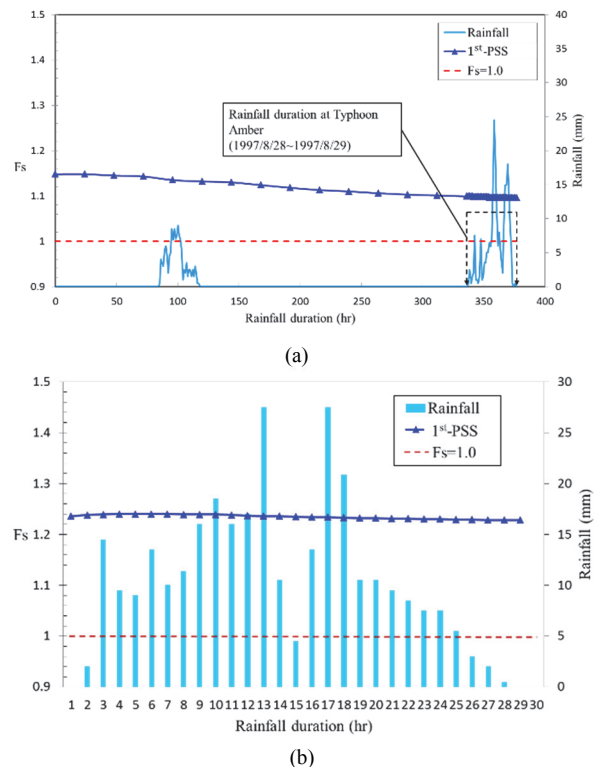 1.5
1.4
1.3
1.2
1.1
1
0.9
Fs
40
35
30
25
20
15
10
5
0
Rainfall (mm)
Rainfall
1st-PSS
Fs=1.0
Rainfall duration at Typhoon
Amber
(1997/8/28~1997/8/29)
0 50 100 150 200 250 300 350 400
Rainfall duration (hr)
(a)
1.5
1.4
1.3
1.2
1.1
1
0.9
Fs
30
25
20
15
10
5
0
Rainfall (mm)
Rainfall
1st-PSS
Fs=1.0
1 2 3 4 5 6 7 8 9 10 11 12 13 14 15 16 17 18 19 20 21 22 23 24 25 26 27 28 29 30
Rainfall duration (hr)
(b)